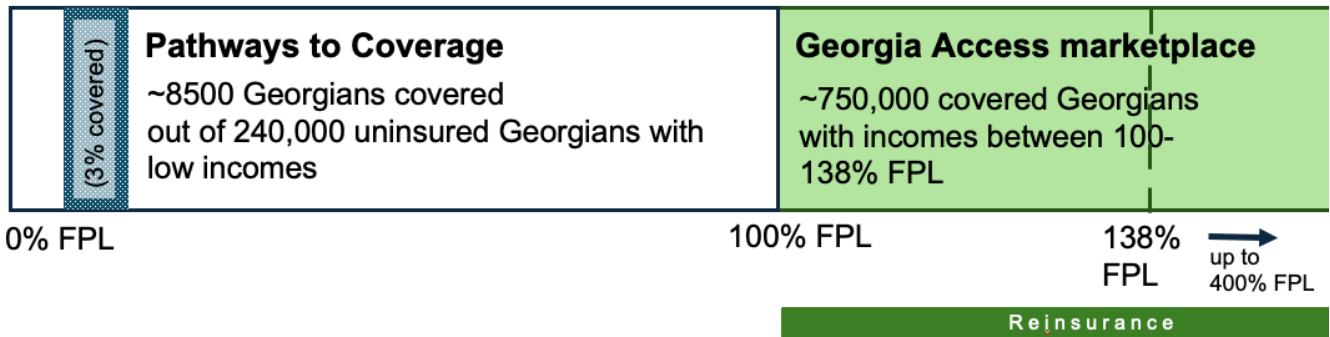 (3% covered)
Pathways to Coverage
~8500 Georgians covered
out of 240,000 uninsured Georgians with
low incomes
Georgia Access marketplace
~750,000 covered Georgians
with incomes between 100-
138% FPL
0% FPL
100% FPL
138%
FPL
up to
400% FPL
Reinsurance